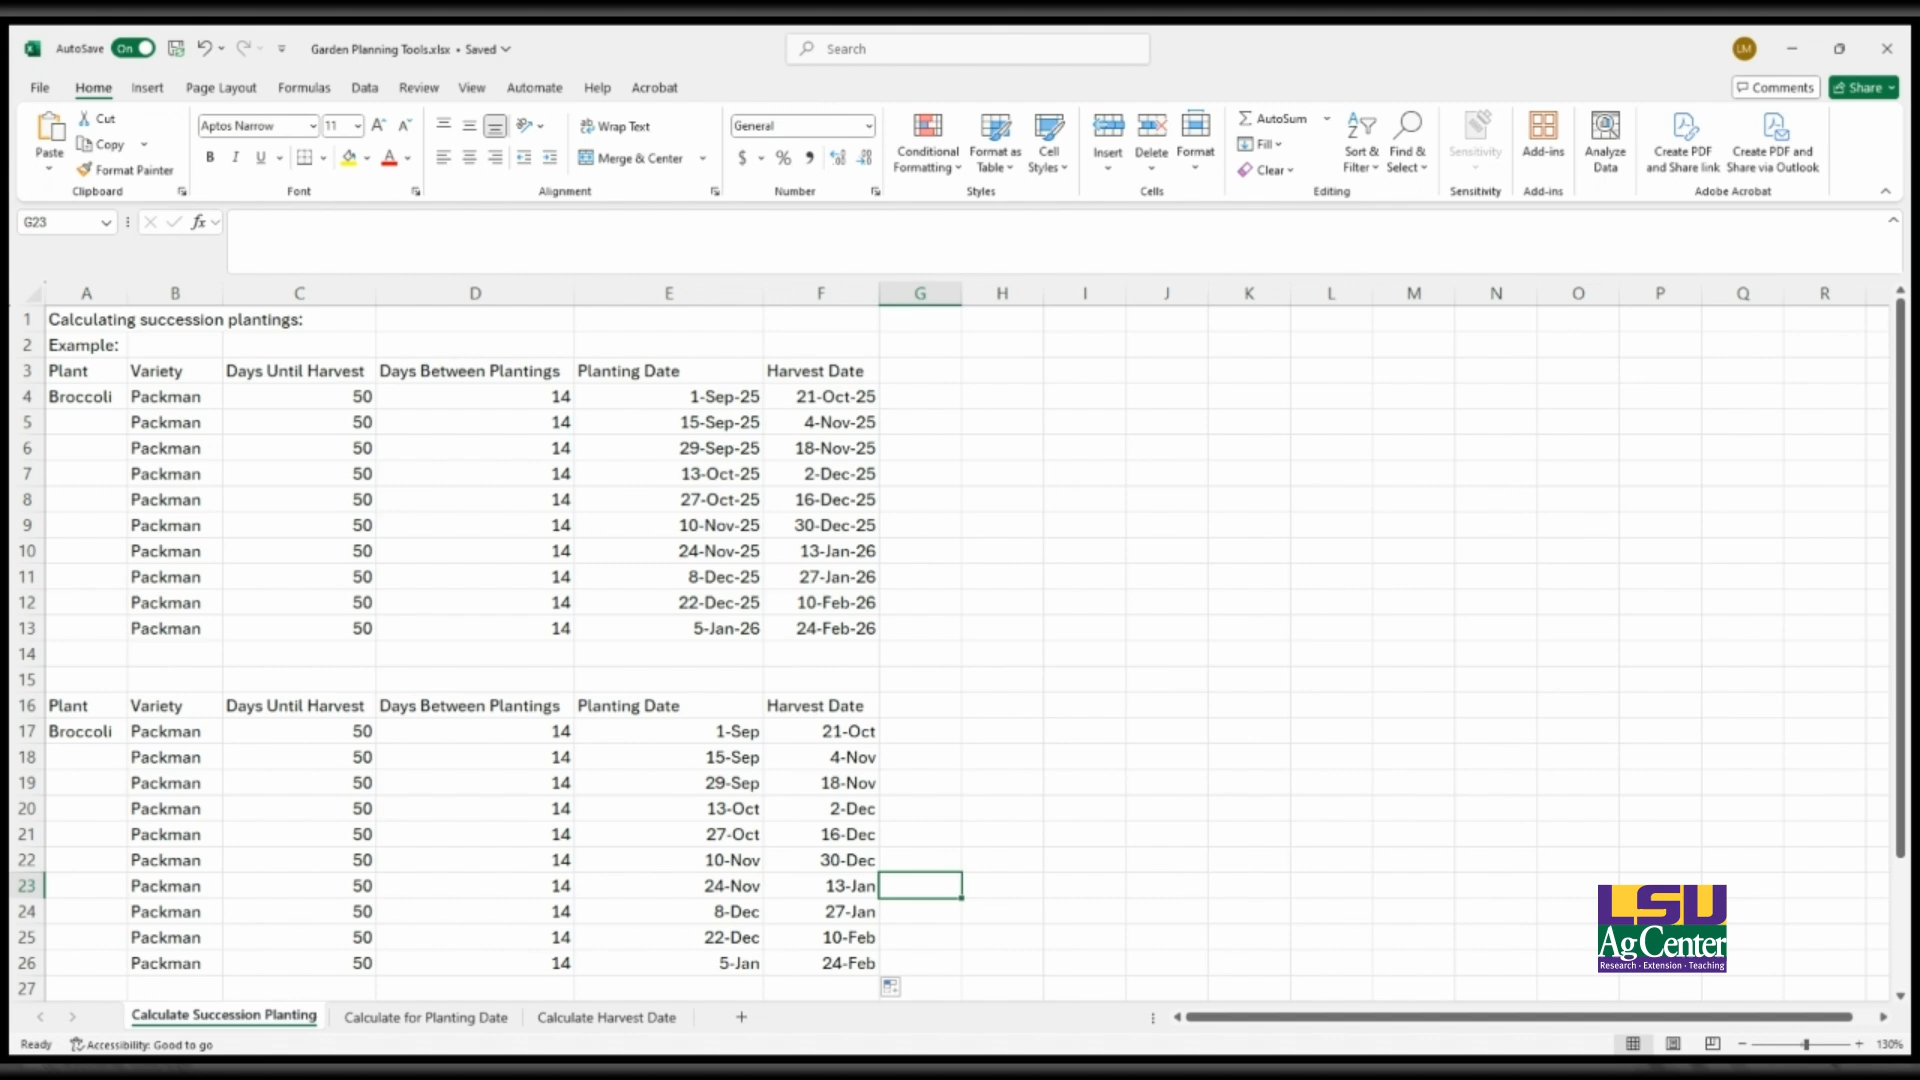 AutoSave On Garden Planning Tools.xlsx • Saved Search LM
File Home Insert Page Layout Formulas Data Review View Automate Help Acrobat Comments Share
Paste Cut Copy Format Painter Clipboard
Aptos Narrow 11 B I U Font
Wrap Text Merge & Center Alignment
General $ % Number
Conditional Formatting Format as Table Cell Styles Styles
Insert Delete Format Cells
AutoSum Fill Clear Sort & Filter Find & Select Editing
Sensitivity Sensitivity
Add-ins Add-ins
Analyze Data
Create PDF and Share link Create PDF and Share via Outlook Adobe Acrobat
G23 fx
A B C D E F G H I J K L M N O P Q R
1 Calculating succession plantings:
2 Example:
3 Plant Variety Days Until Harvest Days Between Plantings Planting Date Harvest Date
4 Broccoli Packman 50 14 1-Sep-25 21-Oct-25
5 Packman 50 14 15-Sep-25 4-Nov-25
6 Packman 50 14 29-Sep-25 18-Nov-25
7 Packman 50 14 13-Oct-25 2-Dec-25
8 Packman 50 14 27-Oct-25 16-Dec-25
9 Packman 50 14 10-Nov-25 30-Dec-25
10 Packman 50 14 24-Nov-25 13-Jan-26
11 Packman 50 14 8-Dec-25 27-Jan-26
12 Packman 50 14 22-Dec-25 10-Feb-26
13 Packman 50 14 5-Jan-26 24-Feb-26
14
15
16 Plant Variety Days Until Harvest Days Between Plantings Planting Date Harvest Date
17 Broccoli Packman 50 14 1-Sep 21-Oct
18 Packman 50 14 15-Sep 4-Nov
19 Packman 50 14 29-Sep 18-Nov
20 Packman 50 14 13-Oct 2-Dec
21 Packman 50 14 27-Oct 16-Dec
22 Packman 50 14 10-Nov 30-Dec
23 Packman 50 14 24-Nov 13-Jan
24 Packman 50 14 8-Dec 27-Jan
25 Packman 50 14 22-Dec 10-Feb
26 Packman 50 14 5-Jan 24-Feb
27
LSU
AgCenter
Research · Extension · Teaching
Calculate Succession Planting Calculate for Planting Date Calculate Harvest Date
Ready Accessibility: Good to go 130%